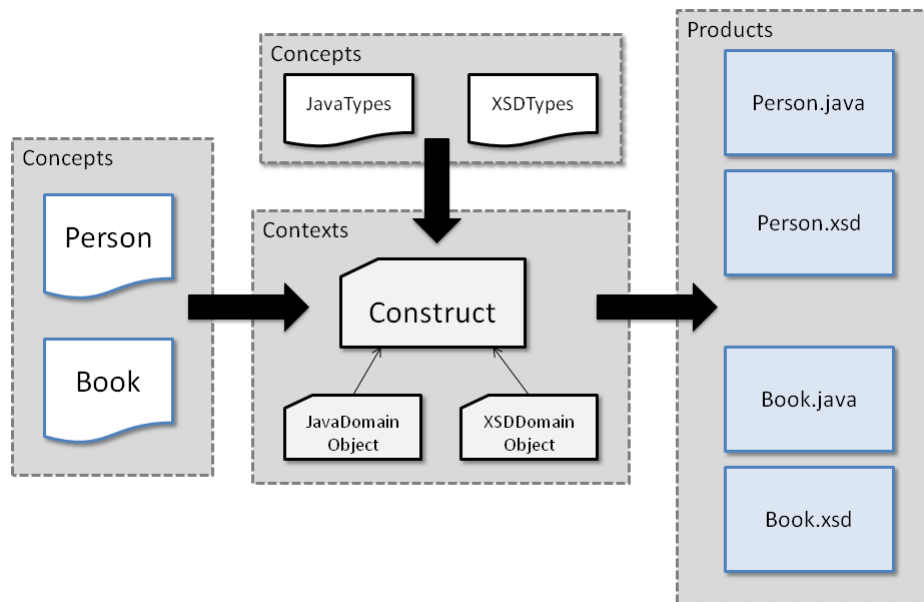 Concepts
Person
Book
Concepts
JavaTypes
XSDTypes
Contexts
Construct
JavaDomain
Object
XSDDomain
Object
Products
Person.java
Person.xsd
Book.java
Book.xsd